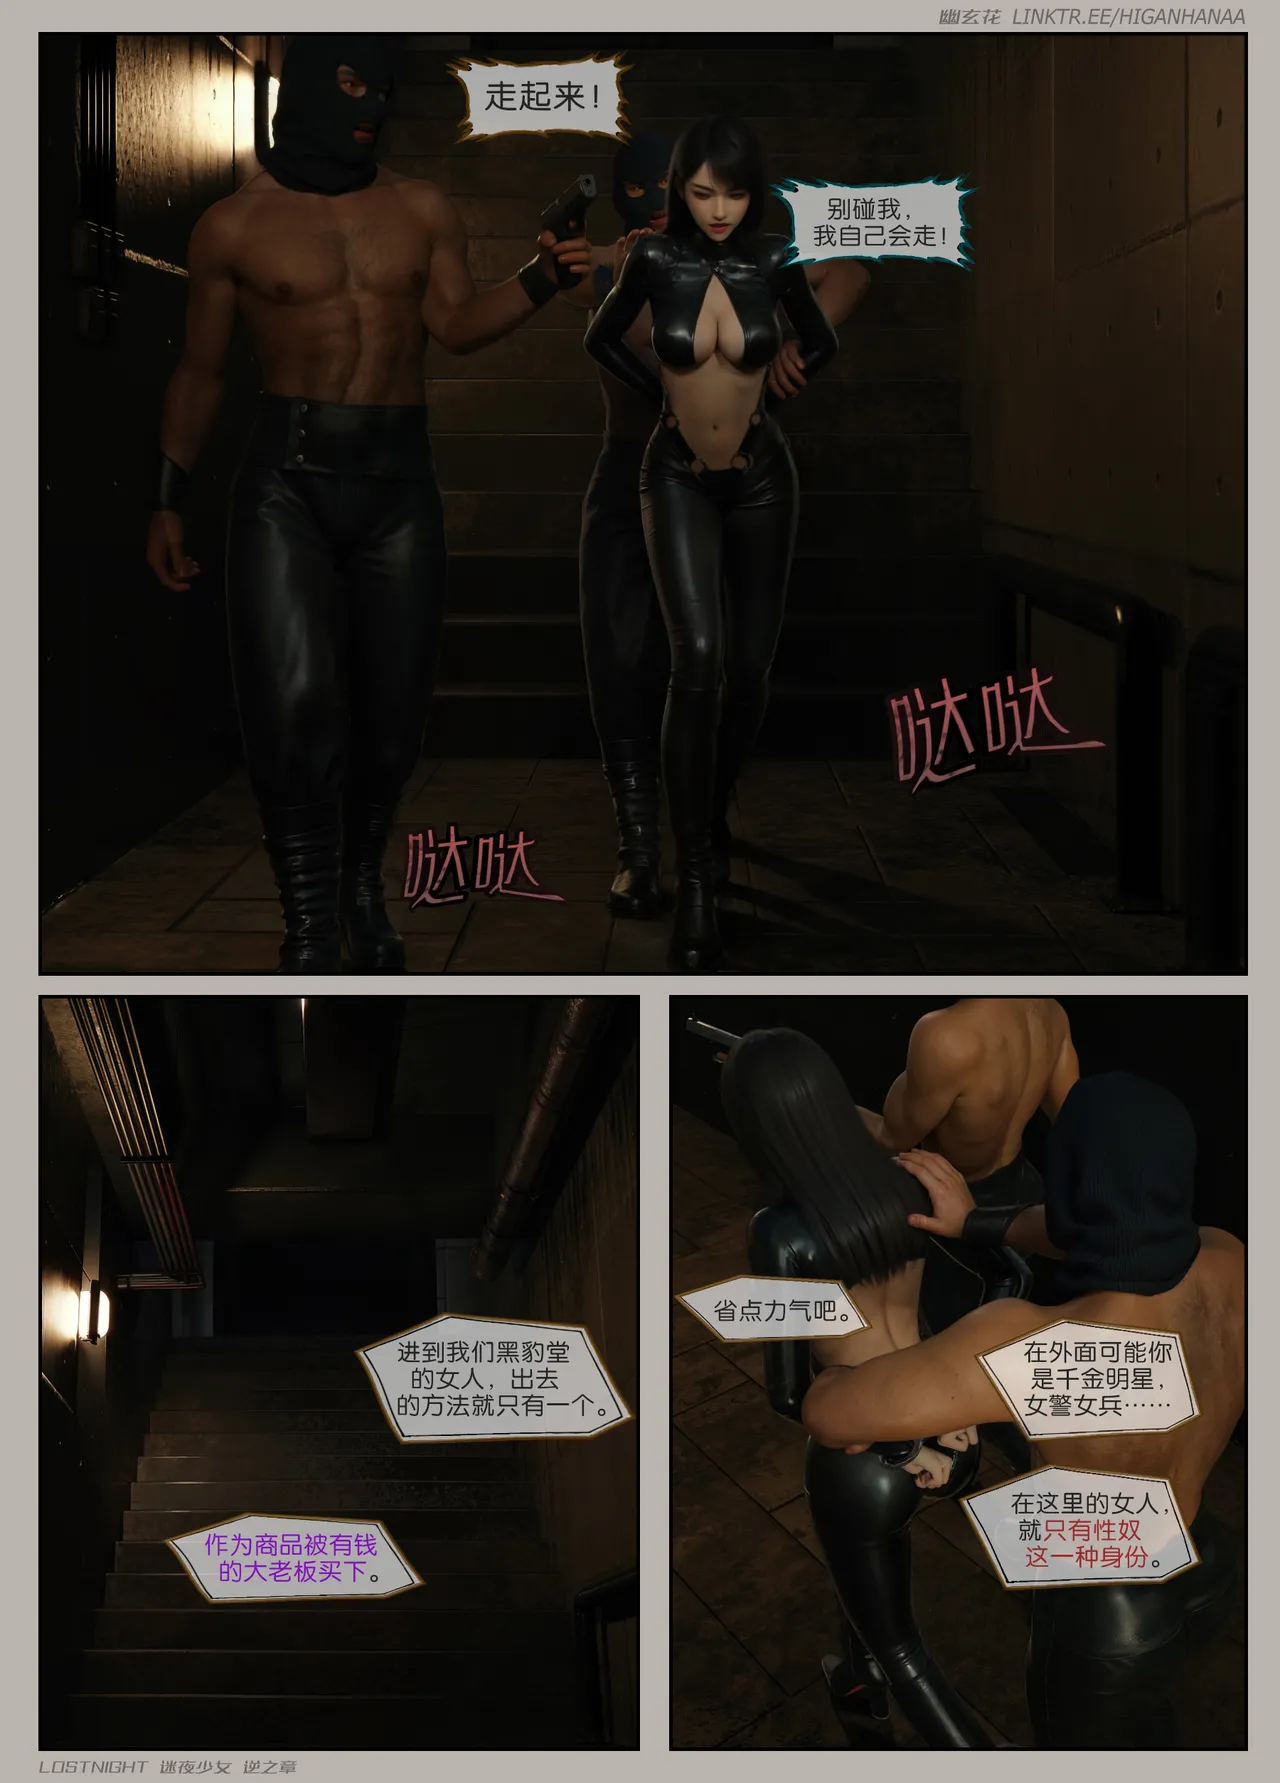 幽玄花 LINKTR.EE/HIGANHANAA
走起来！
别碰我，
我自己会走！
哒哒
哒哒
进到我们黑豹堂
的女人，出去
的方法就只有一个。
作为商品被有钱
的大老板买下。
省点力气吧。
在外面可能你
是千金明星，
女警女兵……
在这里的女人，
就只有性奴
这一种身份。
LOSTNIGHT 迷夜少女 逆之章